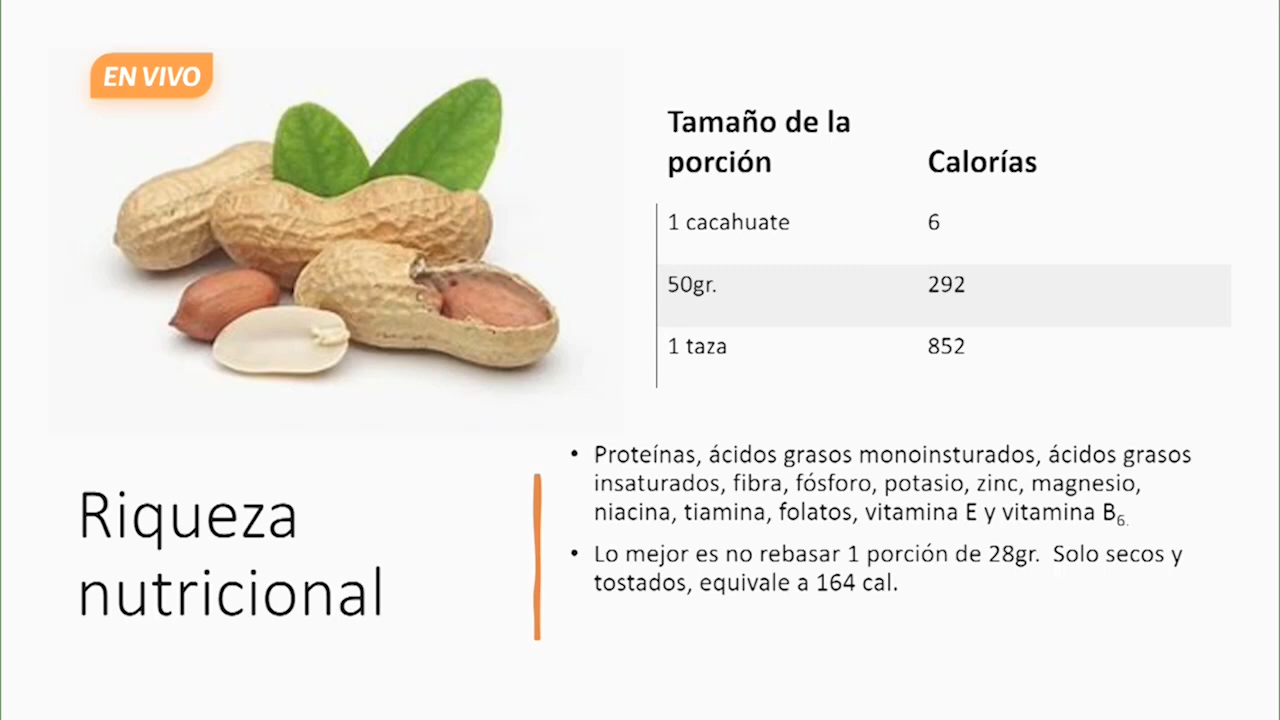 EN VIVO
Tamaño de la
porción
Calorías
1 cacahuate 6
50gr. 292
1 taza 852
Riqueza
nutricional
• Proteínas, ácidos grasos monoinsturados, ácidos grasos
insaturados, fibra, fósforo, potasio, zinc, magnesio,
niacina, tiamina, folatos, vitamina E y vitamina B6.
• Lo mejor es no rebasar 1 porción de 28gr. Solo secos y
tostados, equivale a 164 cal.